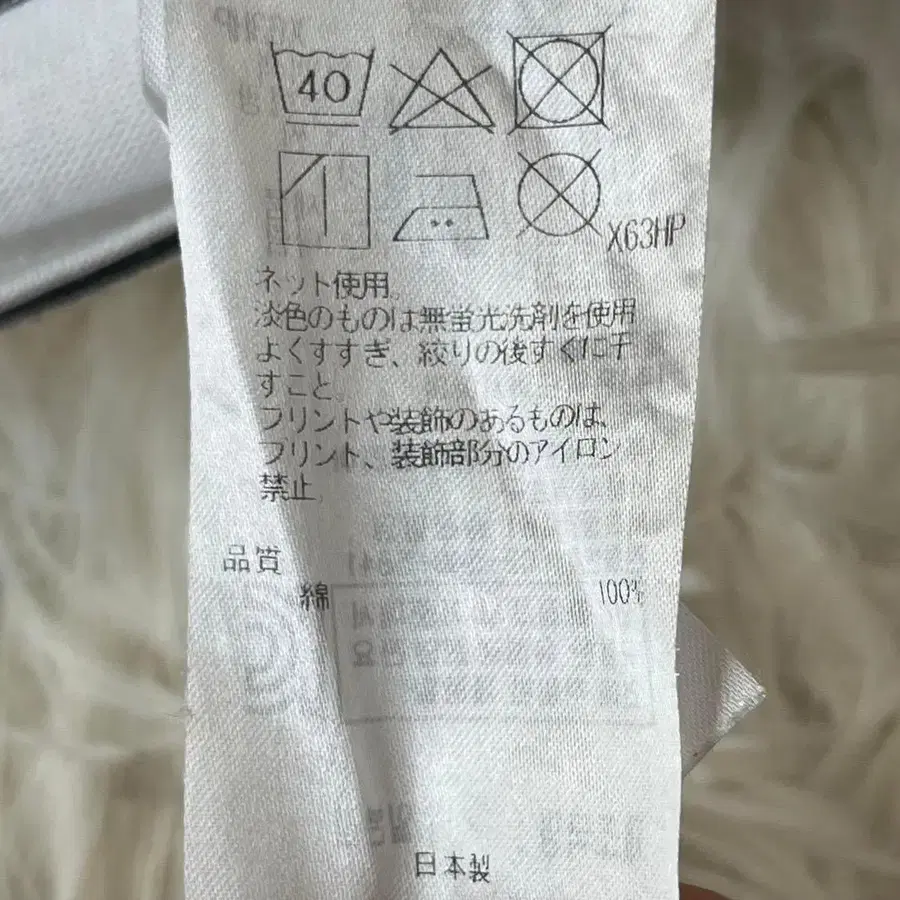 40
X63HP
ネット使用。
淡色のものは無蛍光洗剤を使用
よくすすぎ、絞りの後すぐに干
すこと。
プリントや装飾のあるものは、
プリント、装飾部分のアイロン
禁止。
品質
綿 100%
日本製